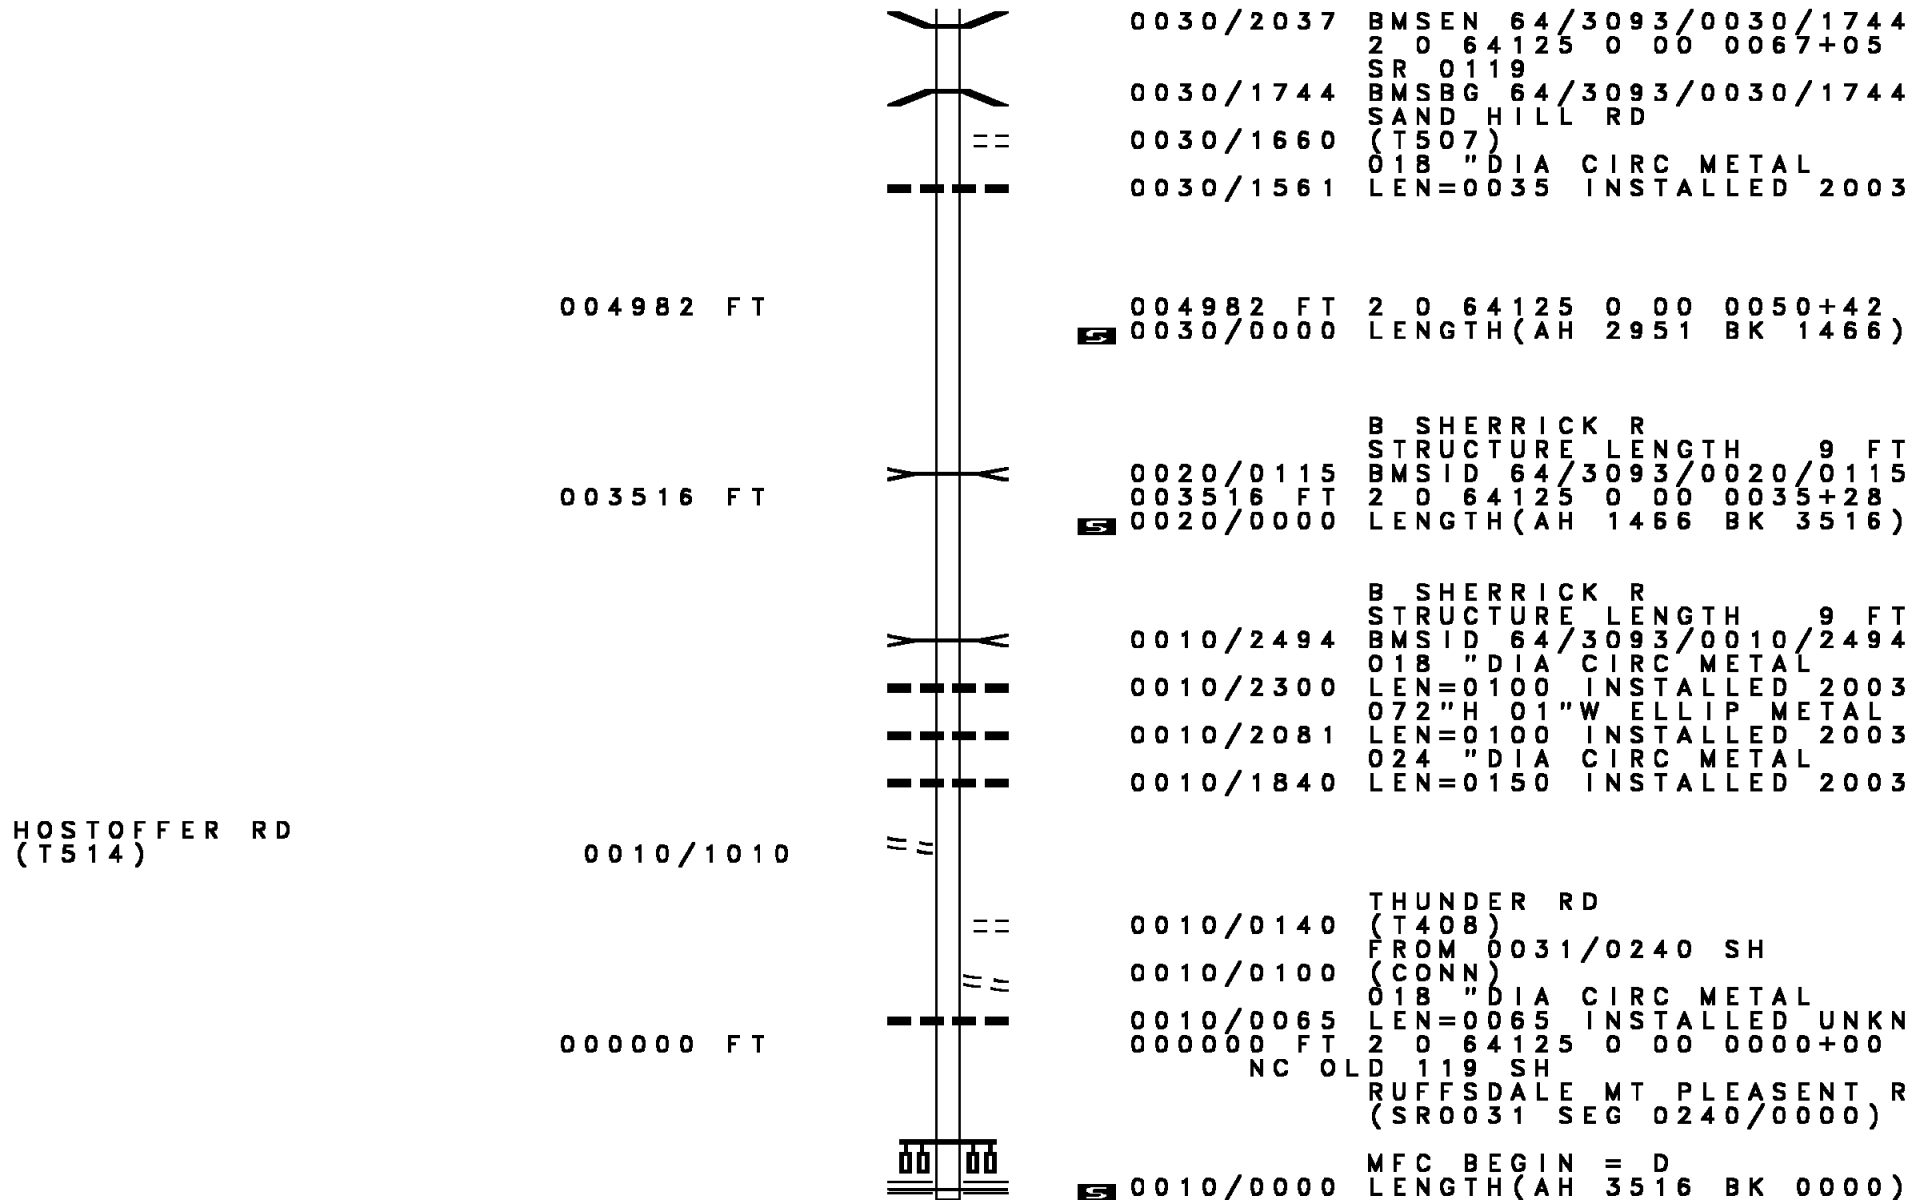 0030/2037 BMSEN 64/3093/0030/1744
2 0 64125 0 00 0067+05
SR 0119
0030/1744 BMSBG 64/3093/0030/1744
SAND HILL RD
0030/1660 (T507)
018 "DIA CIRC METAL
0030/1561 LEN=0035 INSTALLED 2003
004982 FT 004982 FT 2 0 64125 0 00 0050+42
S 0030/0000 LENGTH(AH 2951 BK 1466)
B SHERRICK R
STRUCTURE LENGTH 9 FT
0020/0115 BMSID 64/3093/0020/0115
003516 FT 003516 FT 2 0 64125 0 00 0035+28
S 0020/0000 LENGTH(AH 1466 BK 3516)
B SHERRICK R
STRUCTURE LENGTH 9 FT
0010/2494 BMSID 64/3093/0010/2494
018 "DIA CIRC METAL
0010/2300 LEN=0100 INSTALLED 2003
072"H 01"W ELLIP METAL
0010/2081 LEN=0100 INSTALLED 2003
024 "DIA CIRC METAL
0010/1840 LEN=0150 INSTALLED 2003
HOSTOFFER RD
(T514) 0010/1010
THUNDER RD
0010/0140 (T408)
FROM 0031/0240 SH
0010/0100 (CONN)
018 "DIA CIRC METAL
0010/0065 LEN=0065 INSTALLED UNKN
000000 FT 000000 FT 2 0 64125 0 00 0000+00
NC OLD 119 SH
RUFFSDALE MT PLEASENT R
(SR0031 SEG 0240/0000)
MFC BEGIN = D
S 0010/0000 LENGTH(AH 3516 BK 0000)